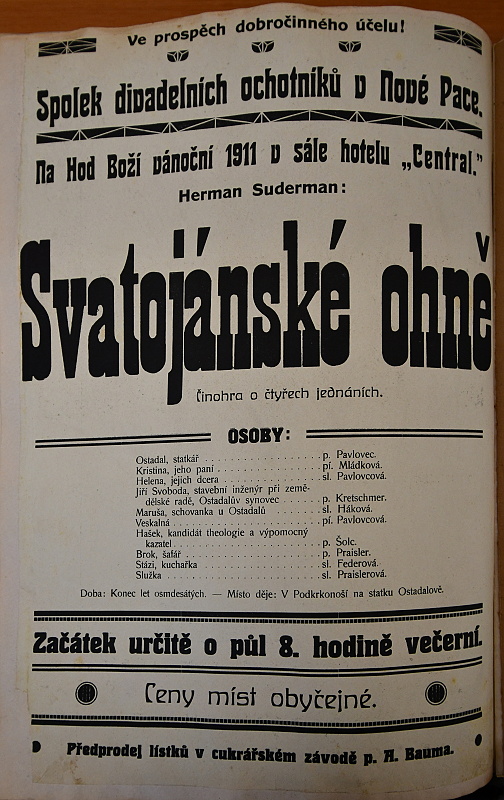 Ve prospěch dobročinného účelu!
Spolek divadelních ochotníků v Nové Pace.
Na Hod Boží vánoční 1911 v sále hotelu „Central.”
Herman Suderman:
Svatojánské ohně
Činohra o čtyřech jednáních.
OSOBY:
Ostadal, statkář . . . . . . . . . . . . . . . . . . . . p. Pavlovec.
Kristina, jeho paní . . . . . . . . . . . . . . . . . pí. Mládková.
Helena, jejich dcera . . . . . . . . . . . . . . . . sl. Pavlovcová.
Jiří Svoboda, stavební inženýr při země-
dělské radě, Ostadalův synovec . . . . . . p. Kretschmer.
Maruša, schovanka u Ostadalů . . . . . . . . sl. Háková.
Veskalná . . . . . . . . . . . . . . . . . . . . . . . . pí. Pavlovcová.
Hašek, kandidát theologie a výpomocný
kazatel . . . . . . . . . . . . . . . . . . . . . . . . p. Šolc.
Brok, šafář . . . . . . . . . . . . . . . . . . . . . . p. Praisler.
Stázi, kuchařka . . . . . . . . . . . . . . . . . . . sl. Federová.
Služka . . . . . . . . . . . . . . . . . . . . . . . . . sl. Praislerová.
Doba: Konec let osmdesátých. — Místo děje: V Podkrkonoší na statku Ostadalově.
Začátek určitě o půl 8. hodině večerní.
Ceny míst obyčejné.
Předprodej lístků v cukrářském závodě p. A. Bauma.